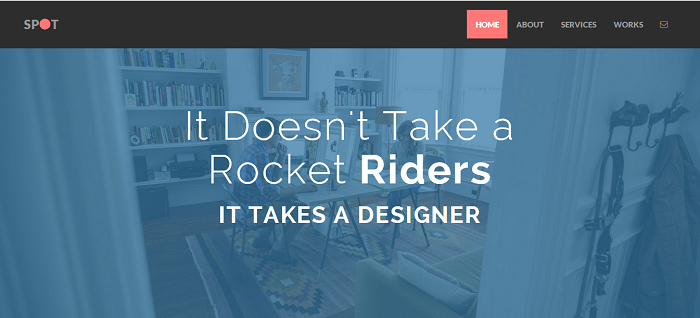 SPOT
HOME ABOUT SERVICES WORKS
It Doesn't Take a
Rocket Riders
IT TAKES A DESIGNER